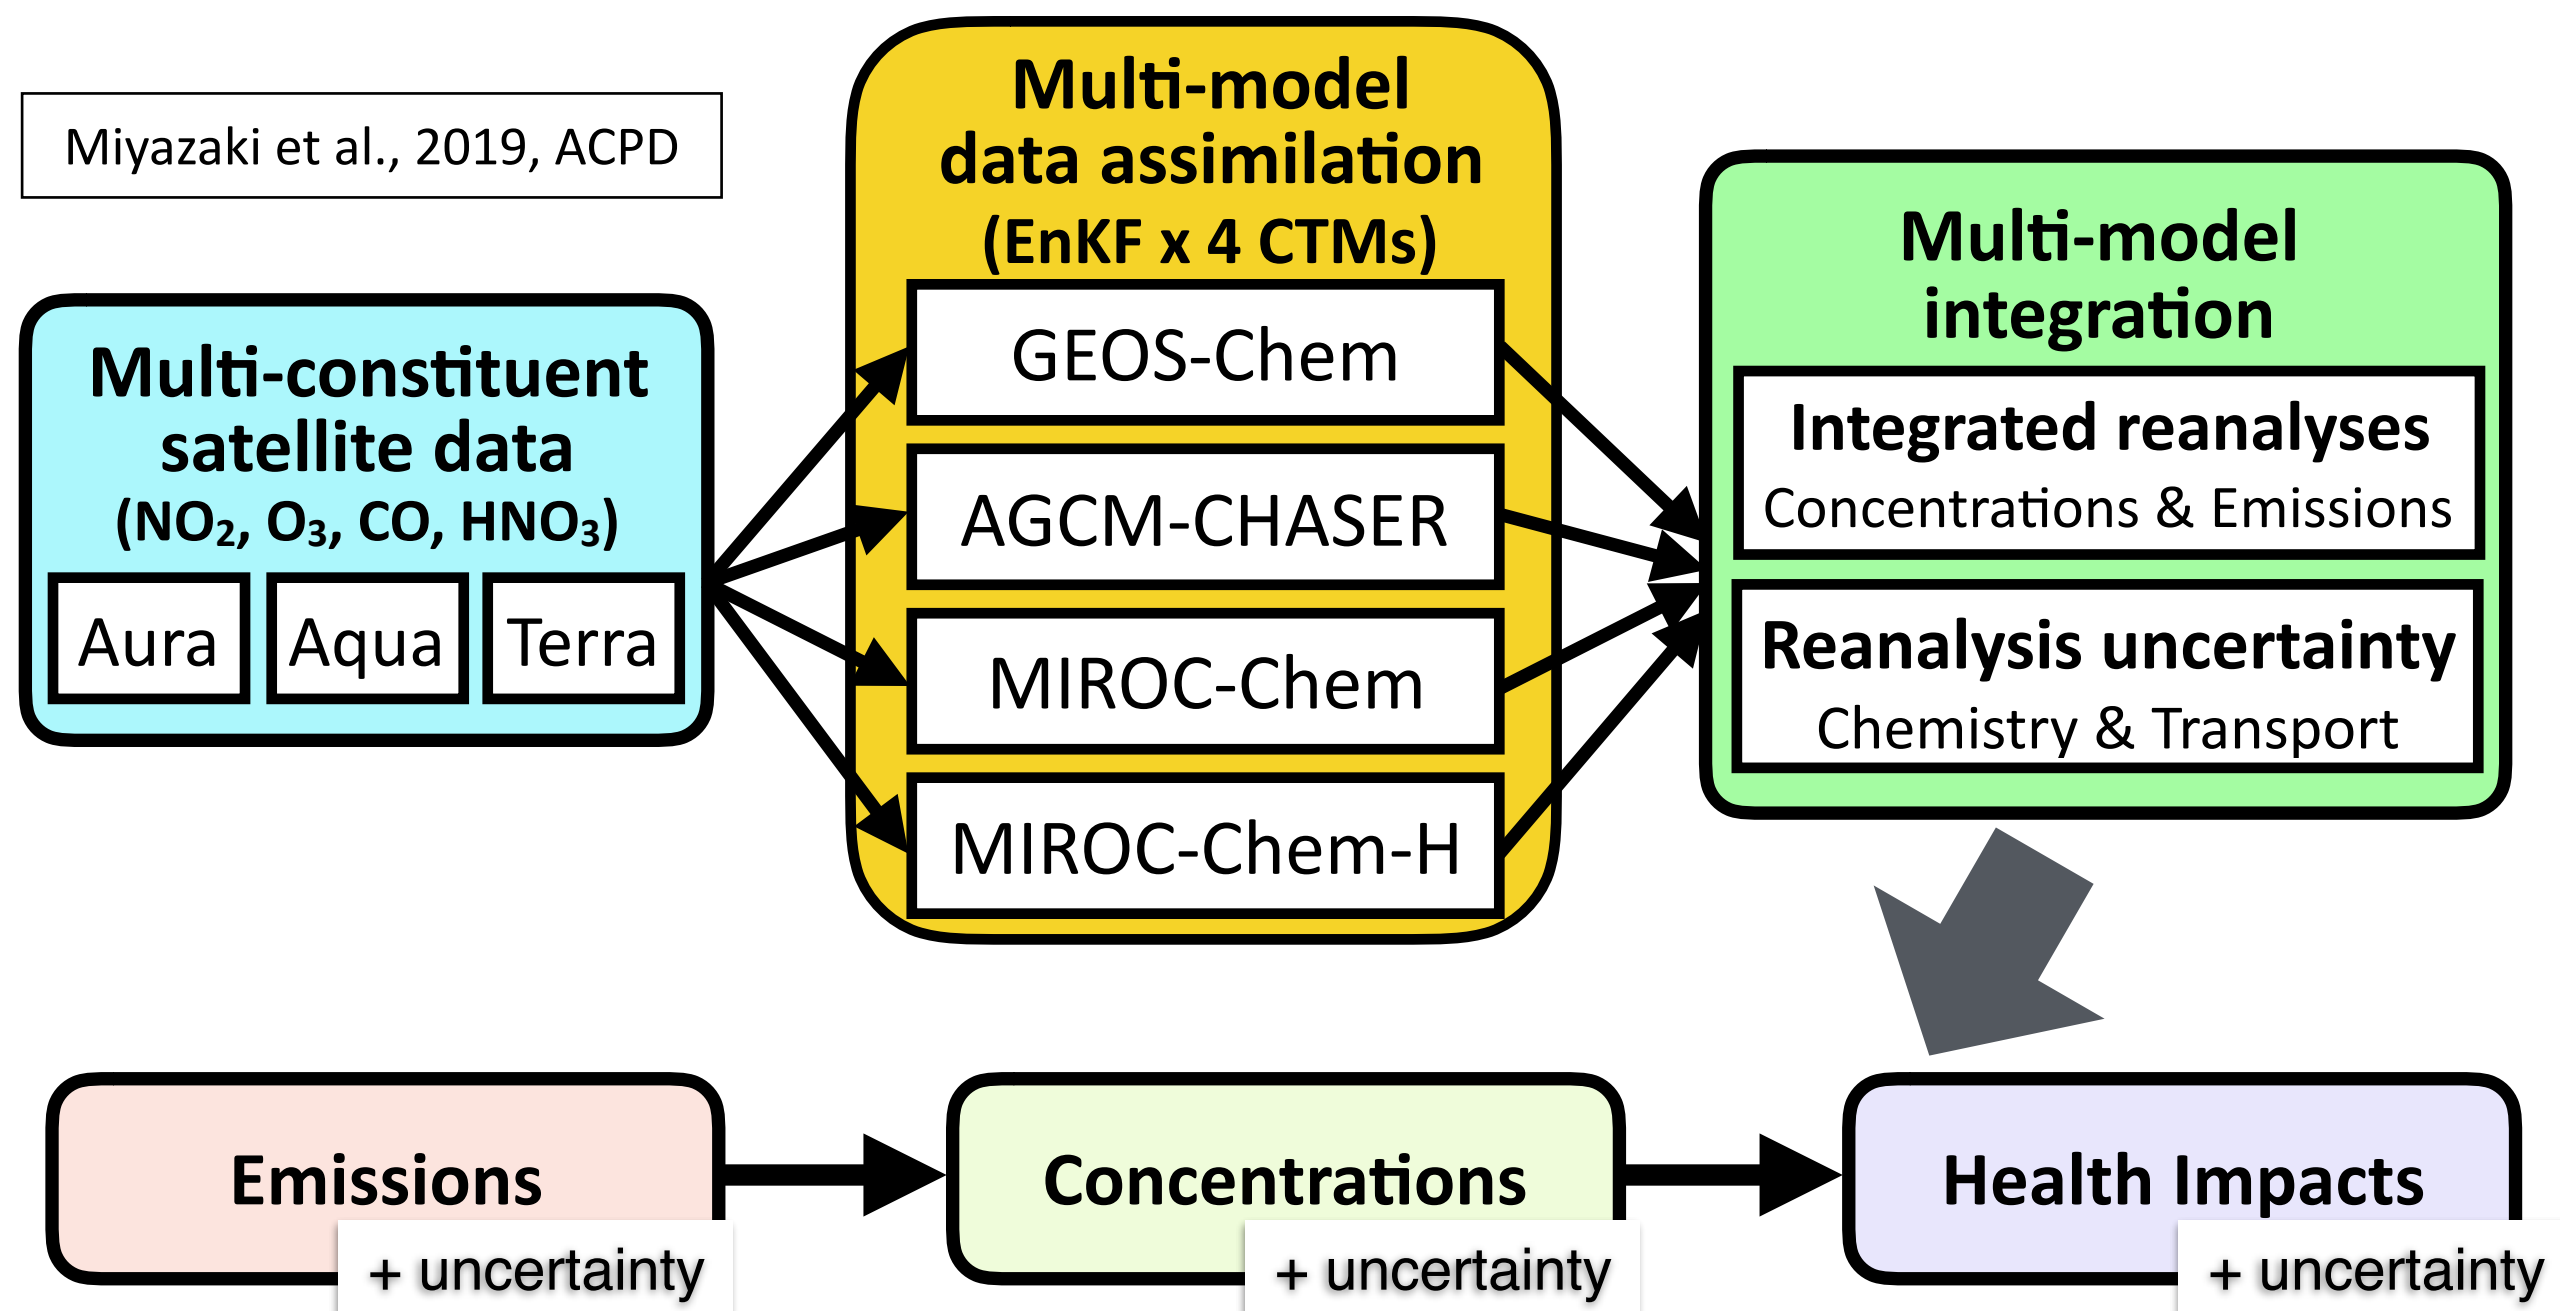 Miyazaki et al., 2019, ACPD
Multi-constituent
satellite data
(NO₂, O₃, CO, HNO₃)
Aura
Aqua
Terra
Multi-model
data assimilation
(EnKF x 4 CTMs)
GEOS-Chem
AGCM-CHASER
MIROC-Chem
MIROC-Chem-H
Multi-model
integration
Integrated reanalyses
Concentrations & Emissions
Reanalysis uncertainty
Chemistry & Transport
Emissions
+ uncertainty
Concentrations
+ uncertainty
Health Impacts
+ uncertainty